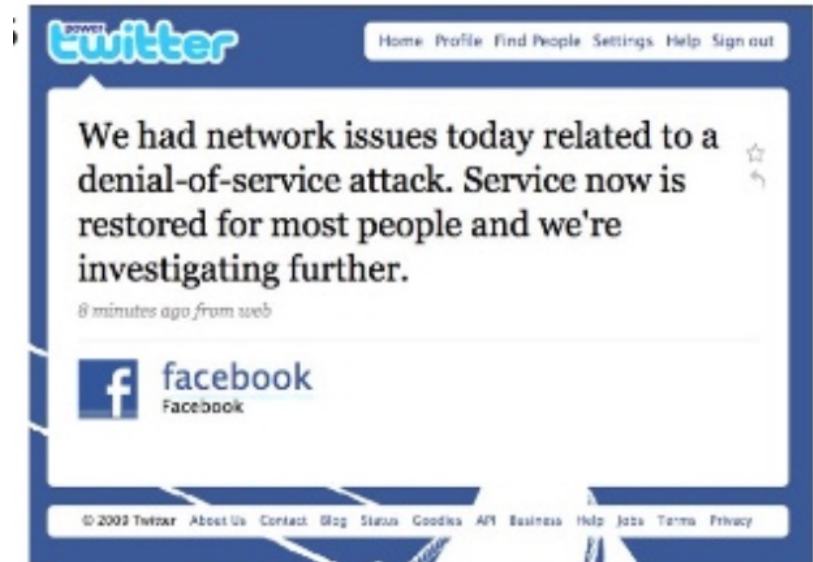 power
twitter
Home Profile Find People Settings Help Sign out
We had network issues today related to a
denial-of-service attack. Service now is
restored for most people and we're
investigating further.
8 minutes ago from web
f facebook
Facebook
© 2009 Twitter About Us Contact Blog Status Goodies API Business Help Jobs Terms Privacy